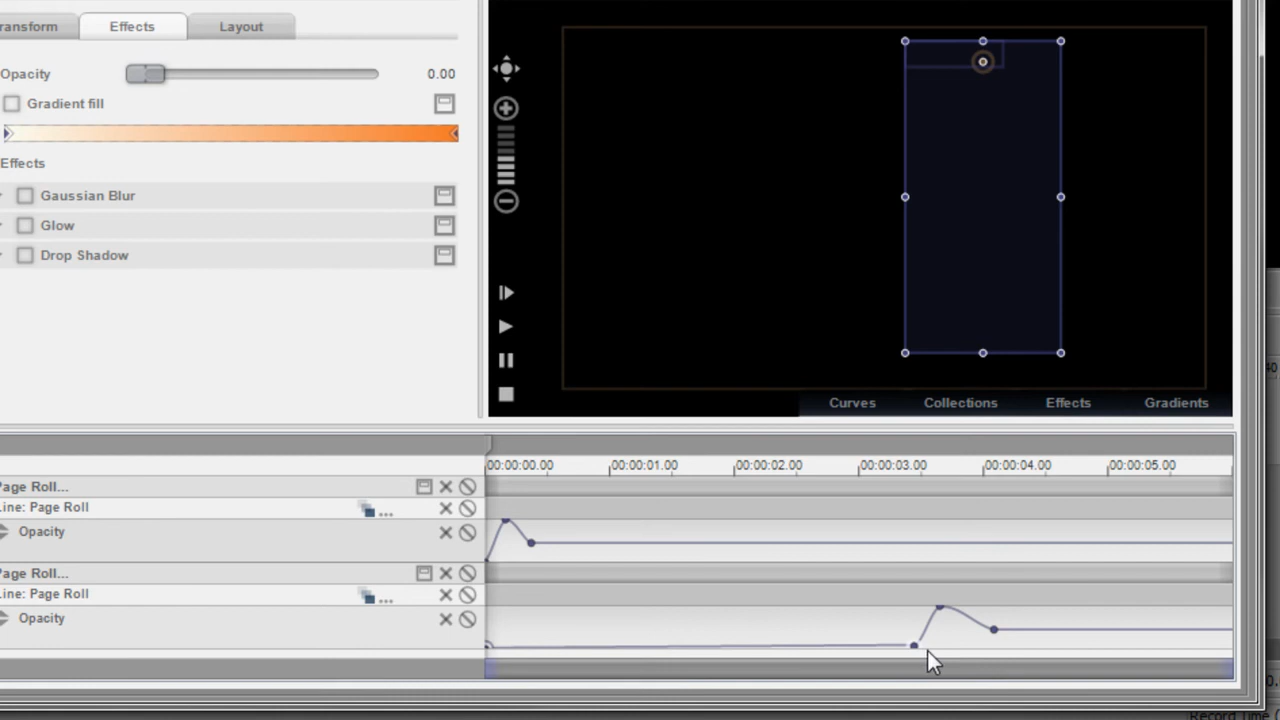 ransform Effects Layout
Opacity 0.00
Gradient fill
Effects
Gaussian Blur
Glow
Drop Shadow
Curves Collections Effects Gradients
00:00:00.00 00:00:01.00 00:00:02.00 00:00:03.00 00:00:04.00 00:00:05.00
Page Roll...
Line: Page Roll ...
Opacity
Page Roll...
Line: Page Roll ...
Opacity
40
0.
Record Time (